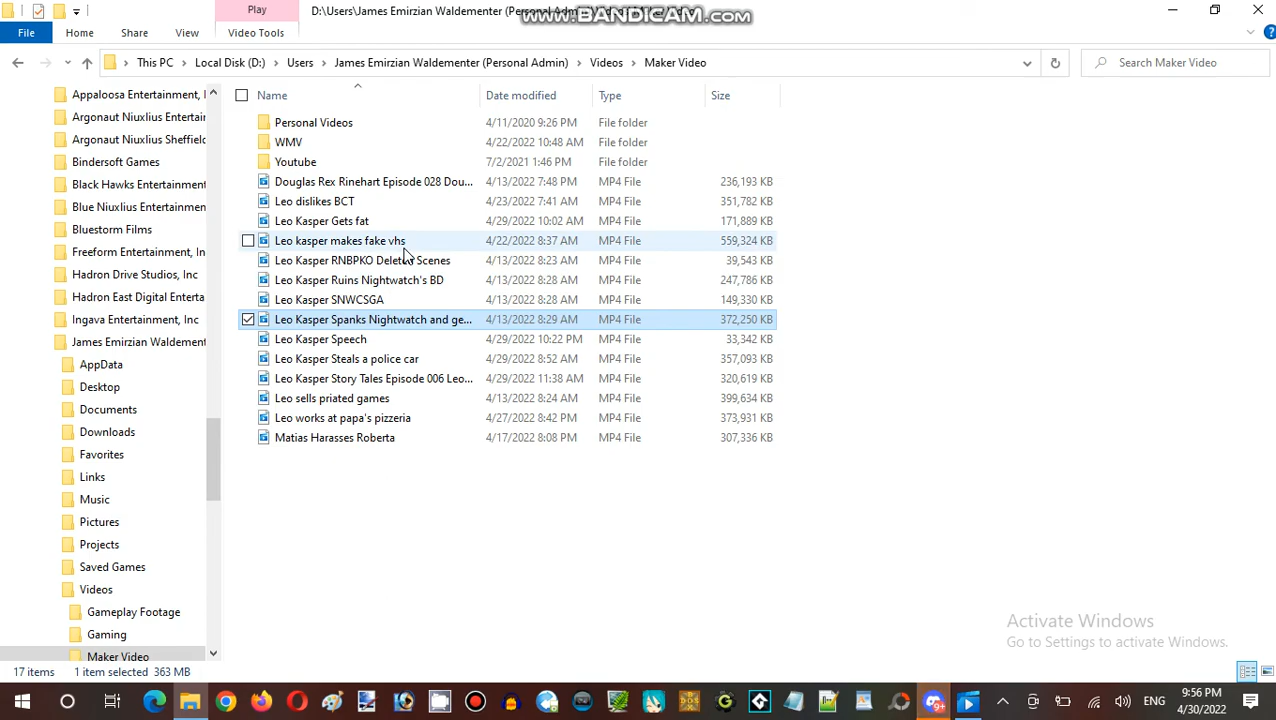 Play
D:\Users\James Emirzian Waldementer (Personal Admin)\
www.BANDICAM.com
File
Home
Share
View
Video Tools
This PC
Local Disk (D:)
Users
James Emirzian Waldementer (Personal Admin)
Videos
Maker Video
Search Maker Video
Appaloosa Entertainment, I
Argonaut Niuxlius Entertai
Argonaut Niuxlius Sheffield
Bindersoft Games
Black Hawks Entertainment
Blue Niuxlius Entertainment
Bluestorm Films
Freeform Entertainment, In
Hadron Drive Studios, Inc
Hadron East Digital Enterta
Ingava Entertainment, Inc
James Emirzian Waldement
AppData
Desktop
Documents
Downloads
Favorites
Links
Music
Pictures
Projects
Saved Games
Videos
Gameplay Footage
Gaming
Maker Video
Name Date modified Type Size
Personal Videos 4/11/2020 9:26 PM File folder
WMV 4/22/2022 10:48 AM File folder
Youtube 7/2/2021 1:46 PM File folder
Douglas Rex Rinehart Episode 028 Dou... 4/13/2022 7:48 PM MP4 File 236,193 KB
Leo dislikes BCT 4/23/2022 7:41 AM MP4 File 351,782 KB
Leo Kasper Gets fat 4/29/2022 10:02 AM MP4 File 171,889 KB
Leo kasper makes fake vhs 4/22/2022 8:37 AM MP4 File 559,324 KB
Leo Kasper RNBPKO Deleted Scenes 4/13/2022 8:23 AM MP4 File 39,543 KB
Leo Kasper Ruins Nightwatch's BD 4/13/2022 8:28 AM MP4 File 247,786 KB
Leo Kasper SNWCSGA 4/13/2022 8:28 AM MP4 File 149,330 KB
Leo Kasper Spanks Nightwatch and ge... 4/13/2022 8:29 AM MP4 File 372,250 KB
Leo Kasper Speech 4/29/2022 10:22 PM MP4 File 33,342 KB
Leo Kasper Steals a police car 4/29/2022 8:52 AM MP4 File 357,093 KB
Leo Kasper Story Tales Episode 006 Leo... 4/29/2022 11:38 AM MP4 File 320,619 KB
Leo sells priated games 4/13/2022 8:24 AM MP4 File 399,634 KB
Leo works at papa's pizzeria 4/27/2022 8:42 PM MP4 File 373,931 KB
Matias Harasses Roberta 4/17/2022 8:08 PM MP4 File 307,336 KB
Activate Windows
Go to Settings to activate Windows.
17 items 1 item selected 363 MB
ENG
9:56 PM
4/30/2022